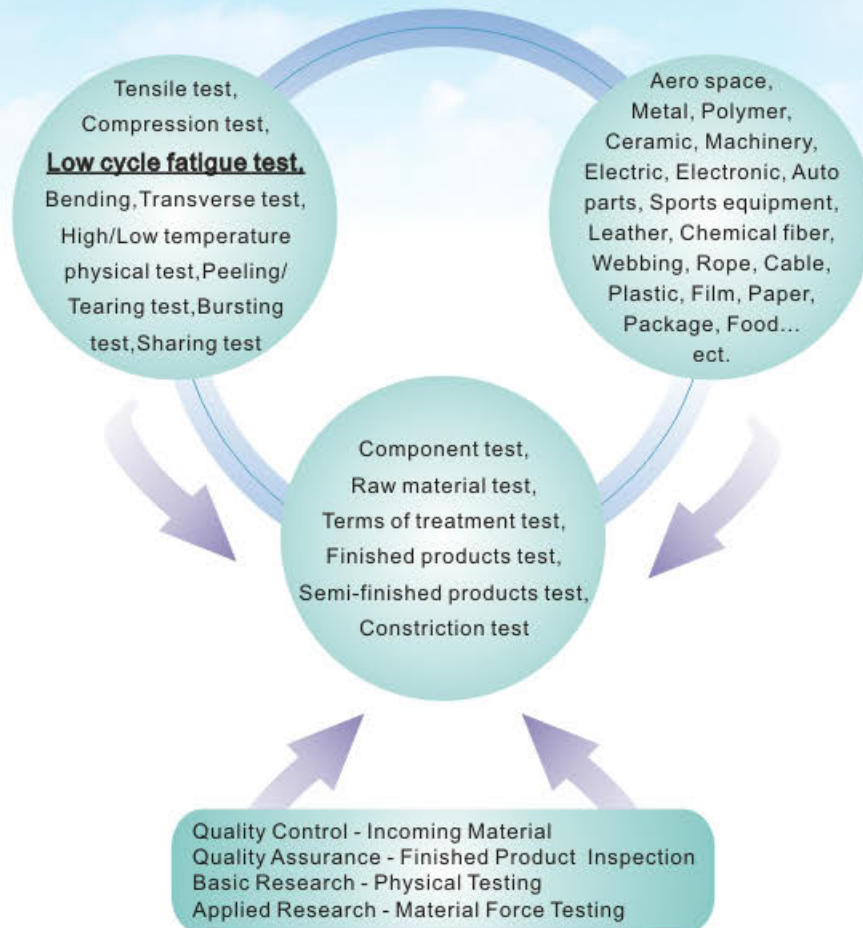 Tensile test,
Compression test,
Low cycle fatigue test,
Bending,Transverse test,
High/Low temperature
physical test,Peeling/
Tearing test,Bursting
test,Sharing test
Aero space,
Metal, Polymer,
Ceramic, Machinery,
Electric, Electronic, Auto
parts, Sports equipment,
Leather, Chemical fiber,
Webbing, Rope, Cable,
Plastic, Film, Paper,
Package, Food...
ect.
Component test,
Raw material test,
Terms of treatment test,
Finished products test,
Semi-finished products test,
Constriction test
Quality Control - Incoming Material
Quality Assurance - Finished Product Inspection
Basic Research - Physical Testing
Applied Research - Material Force Testing